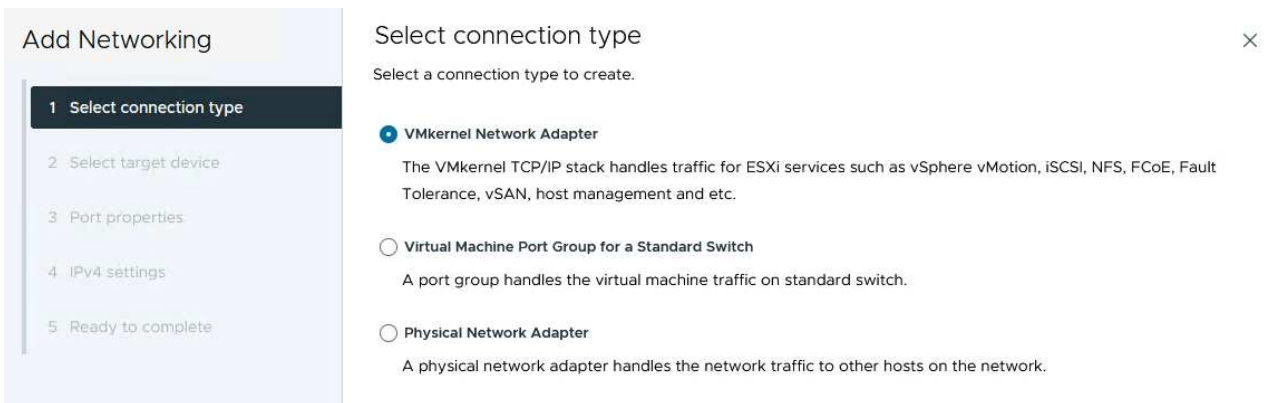 Add Networking
1 Select connection type
2 Select target device
3 Port properties
4 IPv4 settings
5 Ready to complete
Select connection type
Select a connection type to create.
VMkernel Network Adapter
The VMkernel TCP/IP stack handles traffic for ESXi services such as vSphere vMotion, iSCSI, NFS, FCoE, Fault
Tolerance, vSAN, host management and etc.
Virtual Machine Port Group for a Standard Switch
A port group handles the virtual machine traffic on standard switch.
Physical Network Adapter
A physical network adapter handles the network traffic to other hosts on the network.